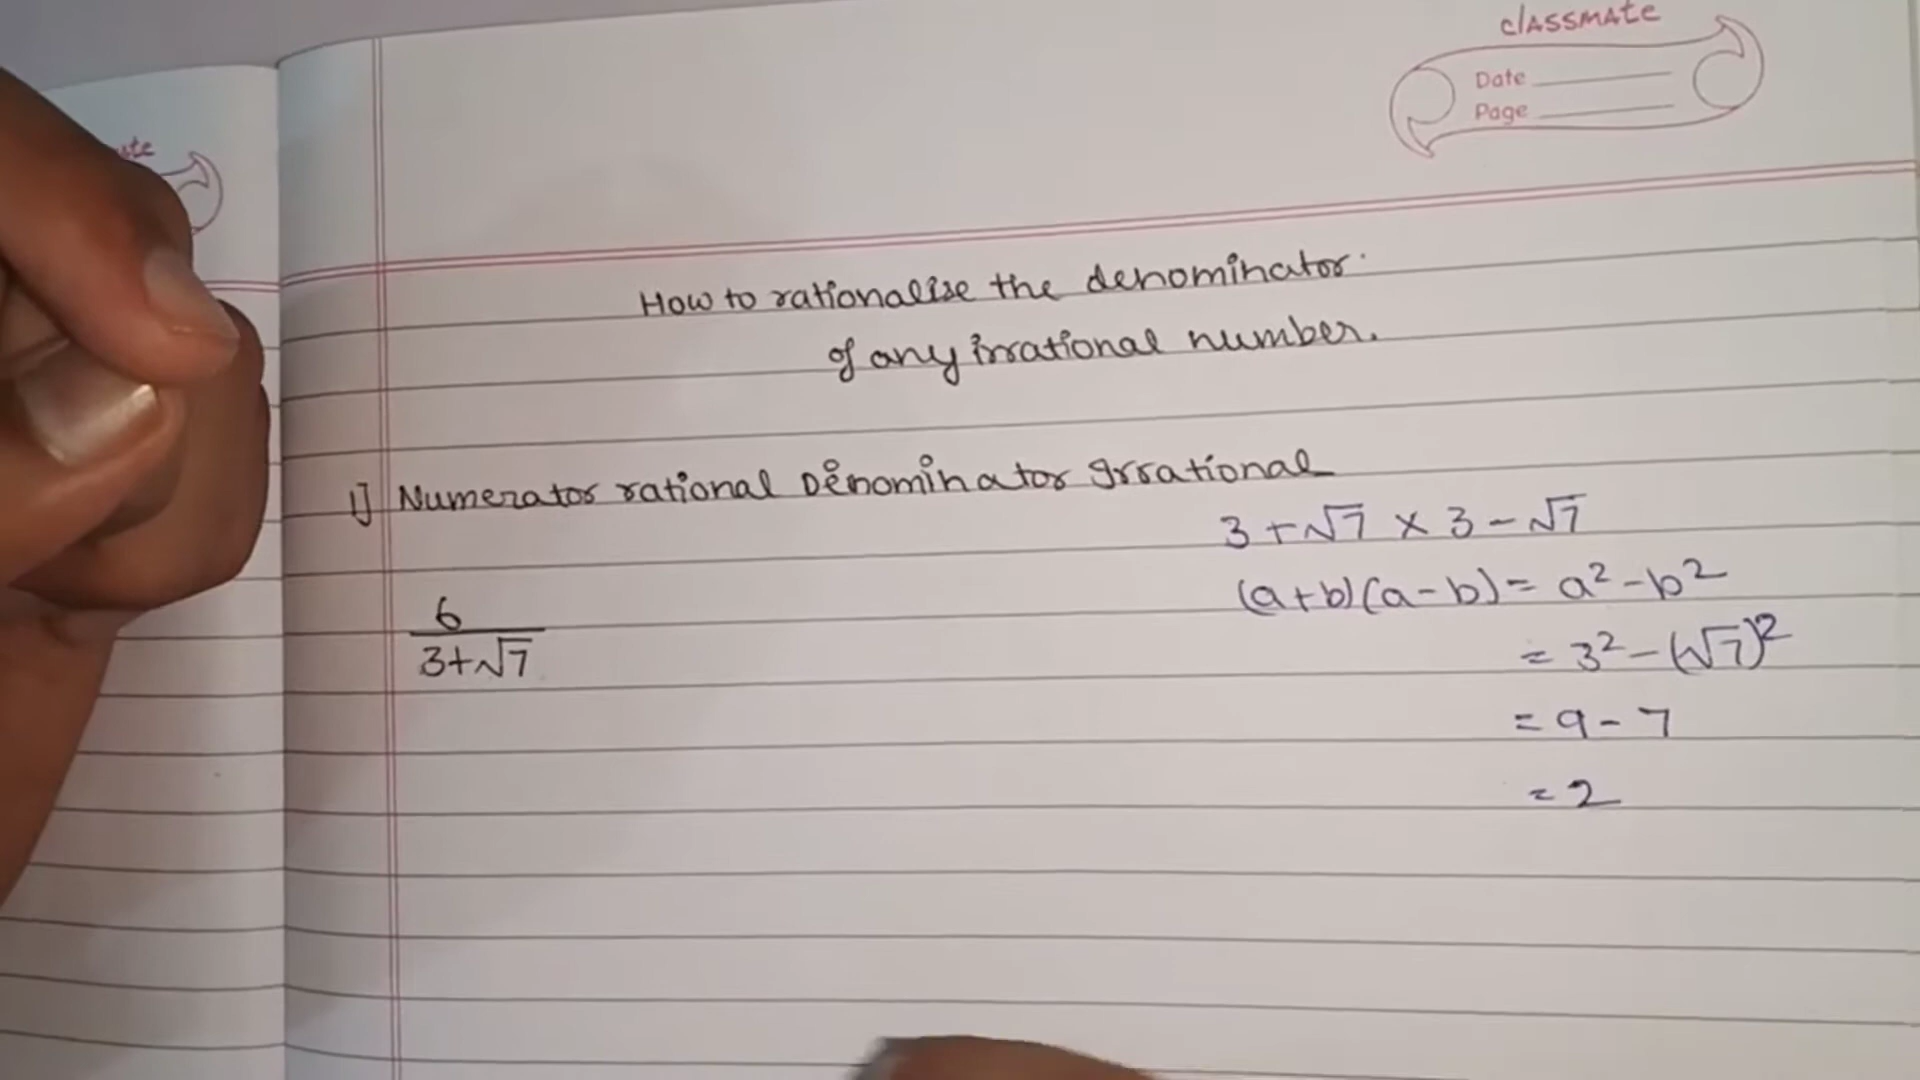 classmate
Date
Page
How to rationalise the denominator.
of any irrational number.
1] Numerator rational Denominator Irrational
3+√7 × 3-√7
(a+b)(a-b) = a² - b²
= 3² - (√7)²
= 9 - 7
= 2
6
3+√7